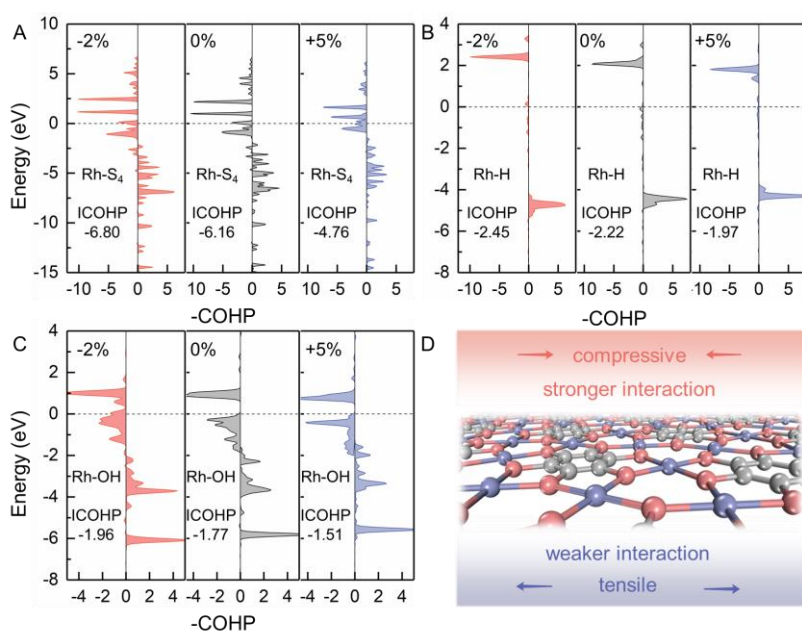 A
-2%
0%
+5%
10
5
0
-5
-10
15
Energy (eV)
Rh-S₄
ICOHP
-6.80
Rh-S₄
ICOHP
-6.16
Rh-S₄
ICOHP
-4.76
10 -5 0 5 10 -5 0 5 10 -5 0 5
-COHP
B
-2%
0%
+5%
4
2
0
-2
-4
-6
8
Energy (eV)
Rh-H
ICOHP
-2.45
Rh-H
ICOHP
-2.22
Rh-H
ICOHP
-1.97
10 -5 0 5 10 -5 0 5 10 -5 0 5
-COHP
C
-2%
0%
+5%
4
2
0
-2
-4
-6
-8
Energy (eV)
Rh-OH
ICOHP
-1.96
Rh-OH
ICOHP
-1.77
Rh-OH
ICOHP
-1.51
-4 -2 0 2 -4 -2 0 2 -4 -2 0 2 4
-COHP
D
compressive
stronger interaction
weaker interaction
tensile